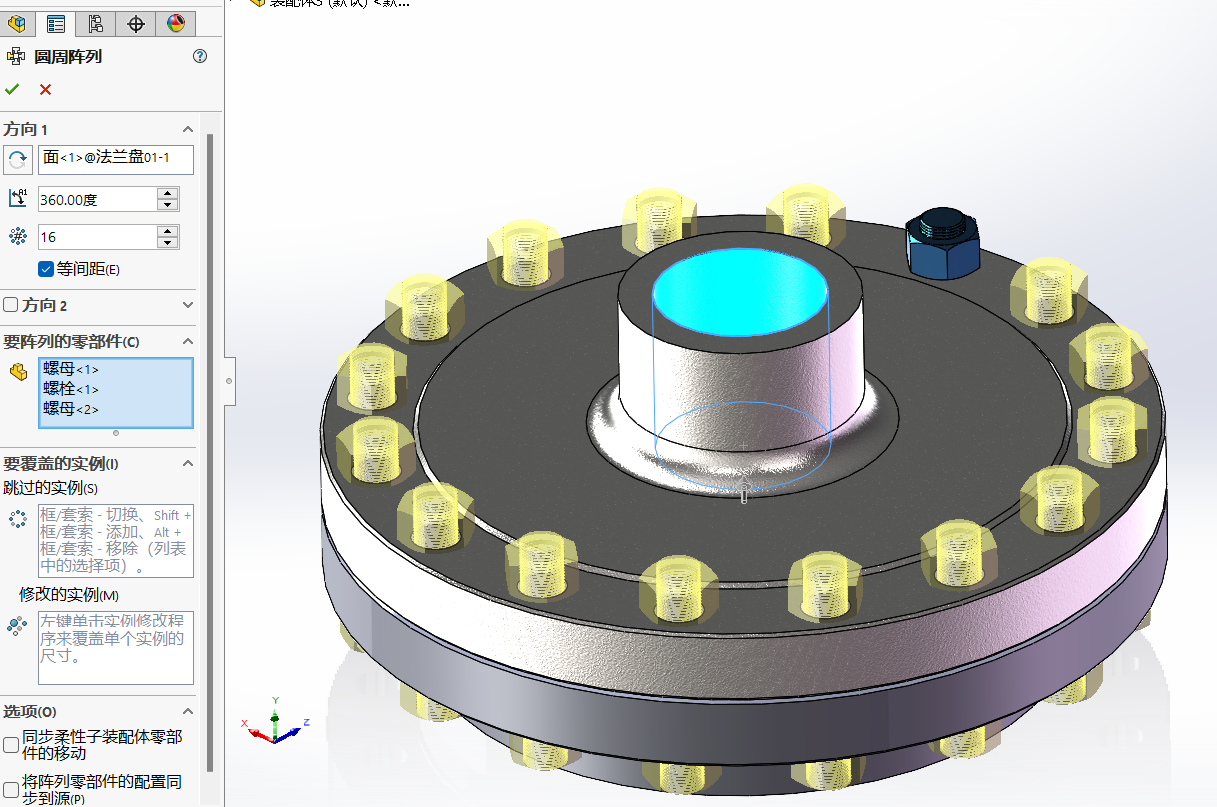 装配体3 (默认) <默...
圆周阵列
方向 1
面<1>@法兰盘01-1
360.00度
16
等间距(E)
方向 2
要阵列的零部件(C)
螺母<1>
螺栓<1>
螺母<2>
要覆盖的实例(I)
跳过的实例(S)
框/套索 - 切换、Shift +
框/套索 - 添加、Alt +
框/套索 - 移除（列表
中的选择项）。
修改的实例(M)
左键单击实例修改程
序来覆盖单个实例的
尺寸。
选项(O)
同步柔性子装配体零部
件的移动
将阵列零部件的配置同
步到源(P)
Y
X
Z